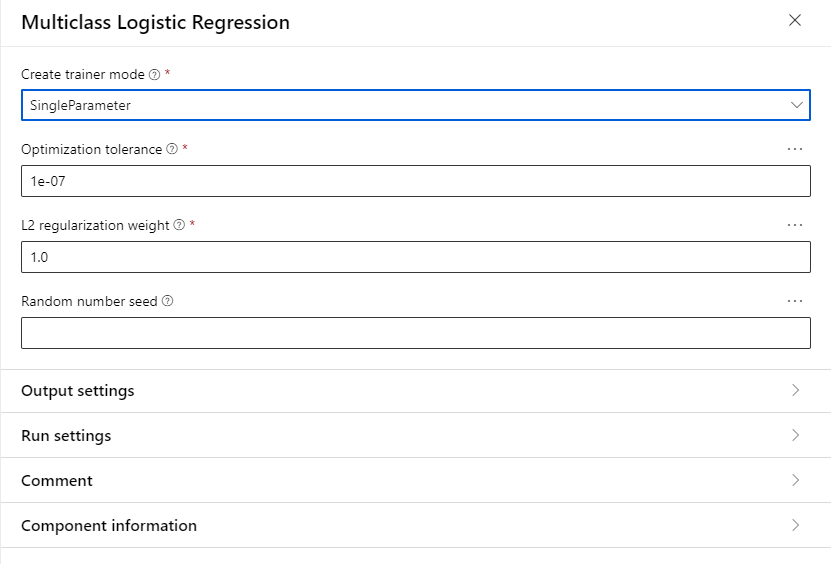 Multiclass Logistic Regression
Create trainer mode *
SingleParameter
Optimization tolerance *
1e-07
L2 regularization weight *
1.0
Random number seed
Output settings
Run settings
Comment
Component information